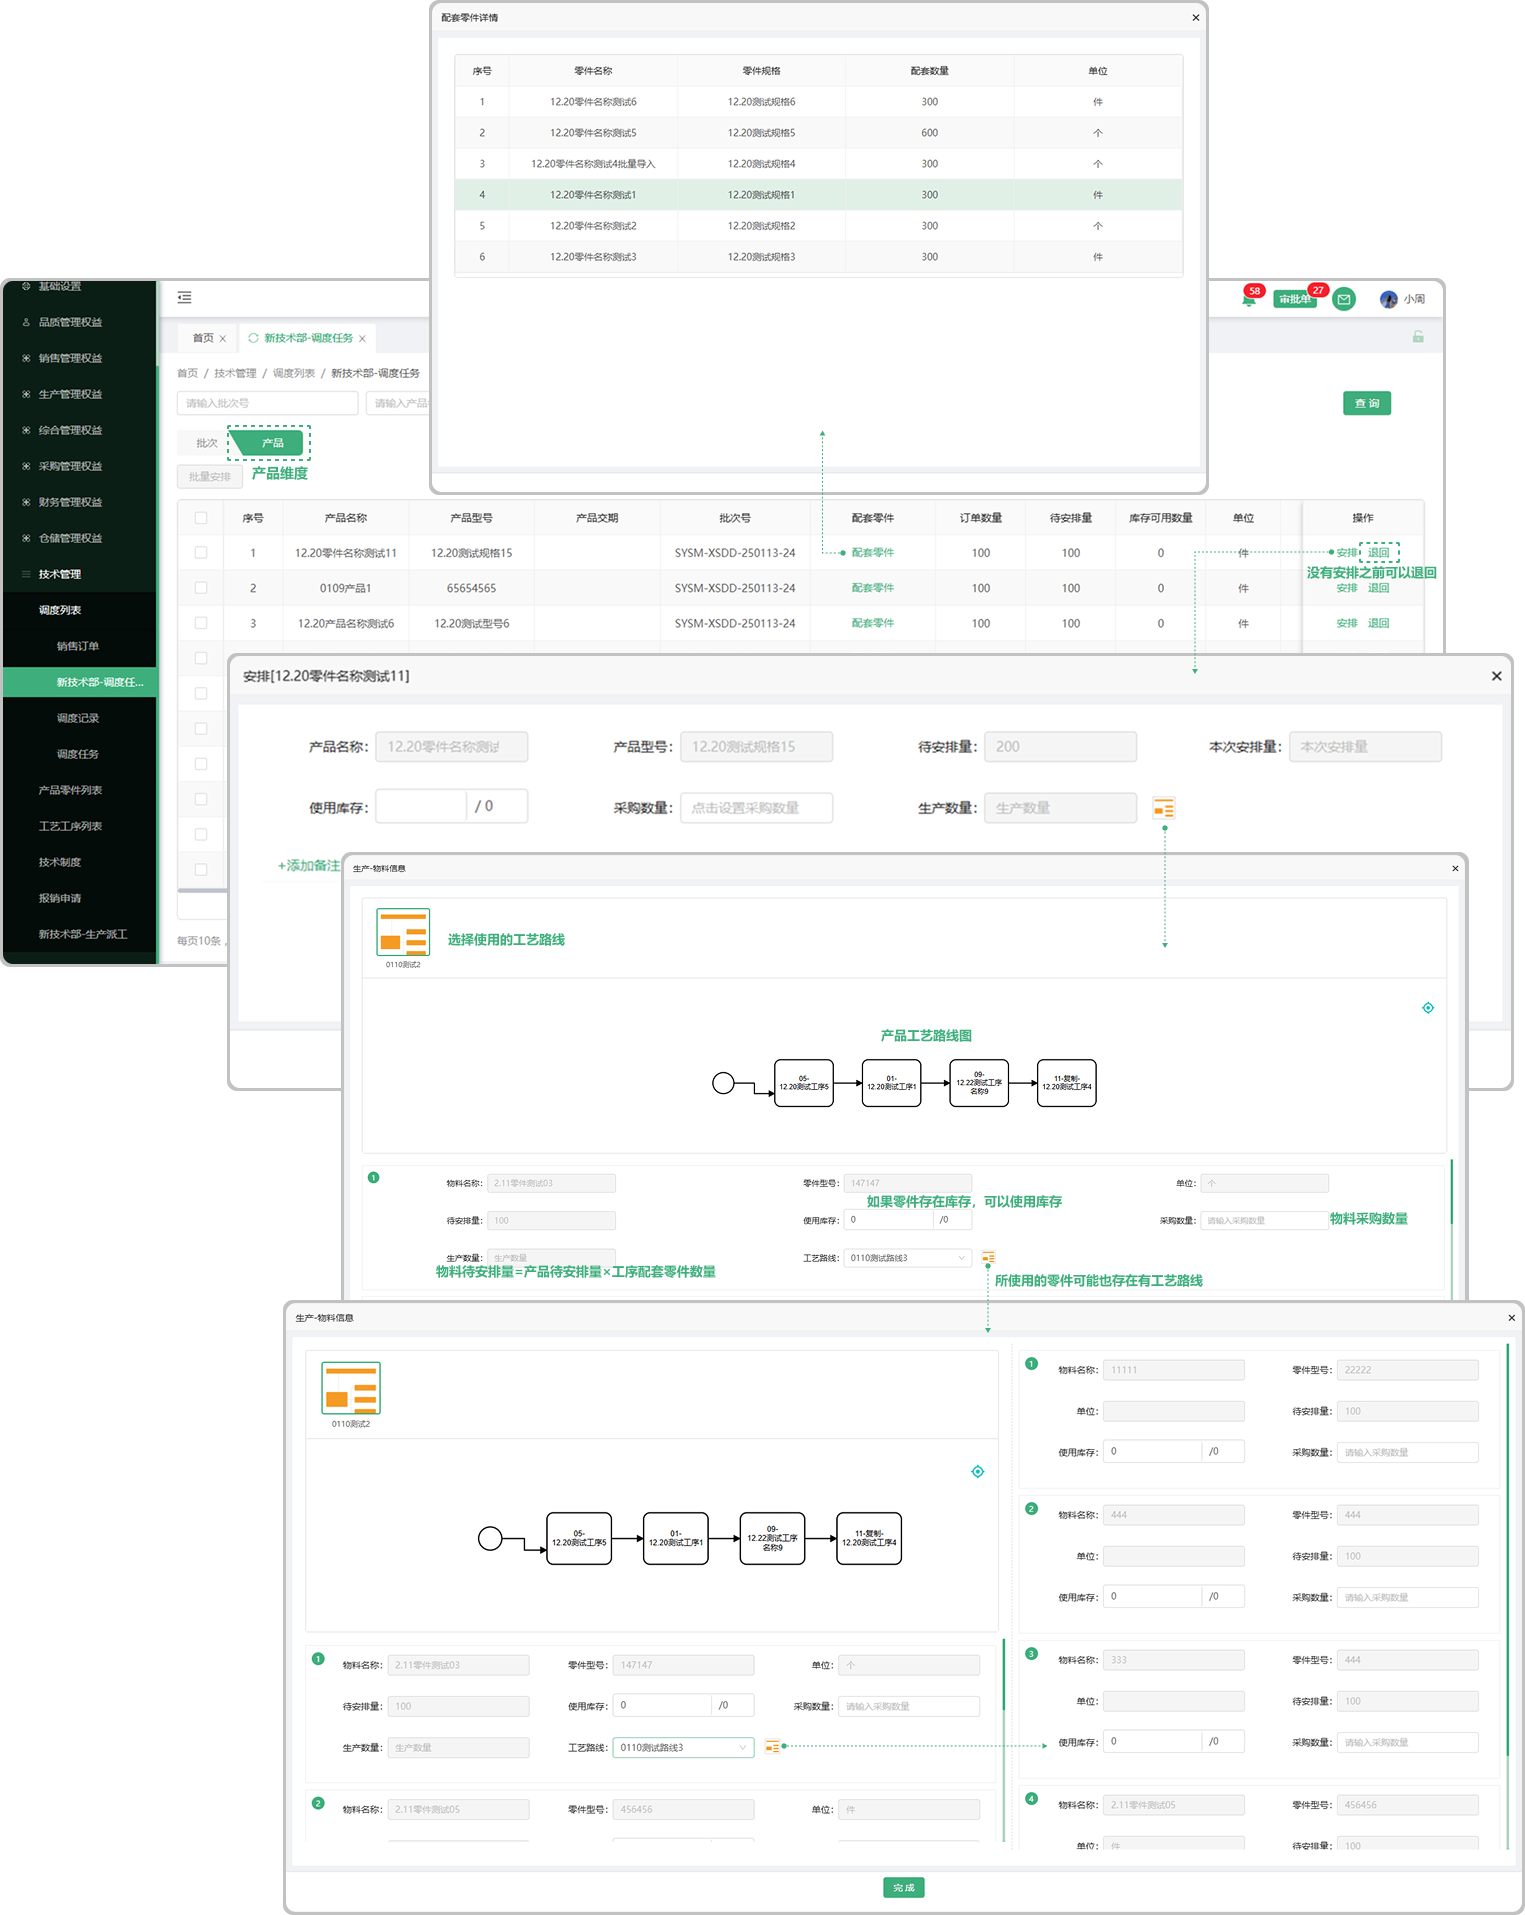 配套零件详情
序号 零件名称 零件规格 配套数量 单位
1 12.20零件名称测试6 12.20测试规格6 300 件
2 12.20零件名称测试5 12.20测试规格5 600 个
3 12.20零件名称测试4批量导入 12.20测试规格4 300 个
4 12.20零件名称测试1 12.20测试规格1 300 件
5 12.20零件名称测试2 12.20测试规格2 300 个
6 12.20零件名称测试3 12.20测试规格3 300 件
基础设置
品质管理权益
销售管理权益
生产管理权益
综合管理权益
采购管理权益
财务管理权益
仓储管理权益
技术管理
调度列表
销售订单
新技术部-调度任...
调度记录
调度任务
产品零件列表
工艺工序列表
技术制度
报销申请
新技术部-生产派工
58
审批单
27
小周
首页
新技术部-调度任务
首页 / 技术管理 / 调度列表 / 新技术部-调度任务
请输入批次号
请输入产品
查 询
批次
产品
批量安排
产品维度
序号 产品名称 产品型号 产品交期 批次号 配套零件 订单数量 待安排量 库存可用数量 单位 操作
1 12.20零件名称测试11 12.20测试规格15 SYSM-XSDD-250113-24 配套零件 100 100 0 件 安排 退回
没有安排之前可以退回
2 0109产品1 65654565 SYSM-XSDD-250113-24 配套零件 100 100 0 件 安排 退回
3 12.20产品名称测试6 12.20测试型号6 SYSM-XSDD-250113-24 配套零件 100 100 0 件 安排 退回
每页10条，
安排[12.20零件名称测试11]
产品名称: 12.20零件名称测试
产品型号: 12.20测试规格15
待安排量: 200
本次安排量: 本次安排量
使用库存: / 0
采购数量: 点击设置采购数量
生产数量: 生产数量
+添加备注
生产-物料信息
0110测试2
选择使用的工艺路线
产品工艺路线图
05-
12.20测试工序5
01-
12.20测试工序1
09-
12.22测试工序
名称9
11-复制-
12.20测试工序4
1
物料名称: 2.11零件测试03
零件型号: 147147
单位: 个
如果零件存在库存，可以使用库存
待安排量: 100
使用库存: 0 /0
采购数量: 请输入采购数量
物料采购数量
生产数量: 生产数量
工艺路线: 0110测试路线3
物料待安排量=产品待安排量×工序配套零件数量
所使用的零件可能也存在有工艺路线
生产-物料信息
0110测试2
05-
12.20测试工序5
01-
12.20测试工序1
09-
12.22测试工序
名称9
11-复制-
12.20测试工序4
1
物料名称: 2.11零件测试03
零件型号: 147147
单位: 个
待安排量: 100
使用库存: 0 /0
采购数量: 请输入采购数量
生产数量: 生产数量
工艺路线: 0110测试路线3
2
物料名称: 2.11零件测试05
零件型号: 456456
单位: 件
1
物料名称: 11111
零件型号: 22222
单位:
待安排量: 100
使用库存: 0 /0
采购数量: 请输入采购数量
2
物料名称: 444
零件型号: 444
单位:
待安排量: 100
使用库存: 0 /0
采购数量: 请输入采购数量
3
物料名称: 333
零件型号: 444
单位:
待安排量: 100
使用库存: 0 /0
采购数量: 请输入采购数量
4
物料名称: 2.11零件测试05
零件型号: 456456
单位: 件
待安排量: 100
完 成